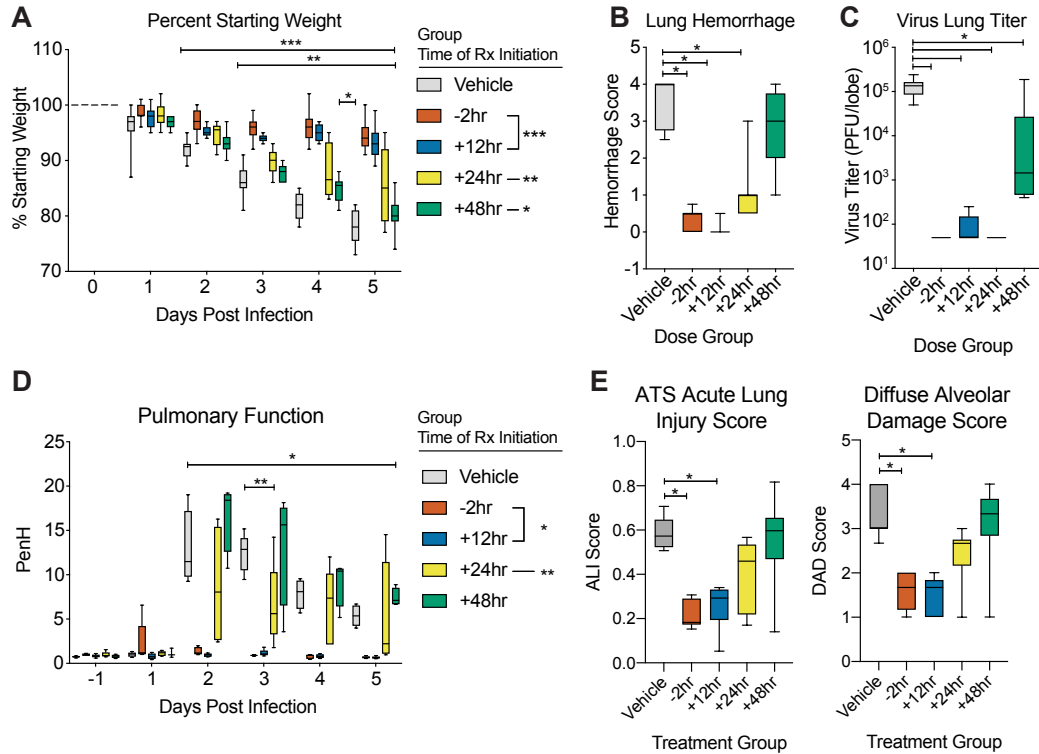 A
Percent Starting Weight
***
**
*
% Starting Weight
100
90
80
70
0 1 2 3 4 5
Days Post Infection
Group
Time of Rx Initiation
Vehicle
-2hr
+12hr
***
+24hr **
+48hr *
B
Lung Hemorrhage
*
*
*
Hemorrhage Score
5
4
3
2
1
0
-1
Vehicle -2hr +12hr +24hr +48hr
Dose Group
C
Virus Lung Titer
*
Virus Titer (PFU/lobe)
10⁶
10⁵
10⁴
10³
10²
10¹
Vehicle -2hr +12hr +24hr +48hr
Dose Group
D
Pulmonary Function
*
**
PenH
25
20
15
10
5
0
-1 1 2 3 4 5
Days Post Infection
Group
Time of Rx Initiation
Vehicle
-2hr
+12hr
*
+24hr **
+48hr
E
ATS Acute Lung
Injury Score
*
*
ALI Score
1.0
0.8
0.6
0.4
0.2
0.0
Vehicle -2hr +12hr +24hr +48hr
Treatment Group
Diffuse Alveolar
Damage Score
*
*
DAD Score
5
4
3
2
1
0
Vehicle -2hr +12hr +24hr +48hr
Treatment Group